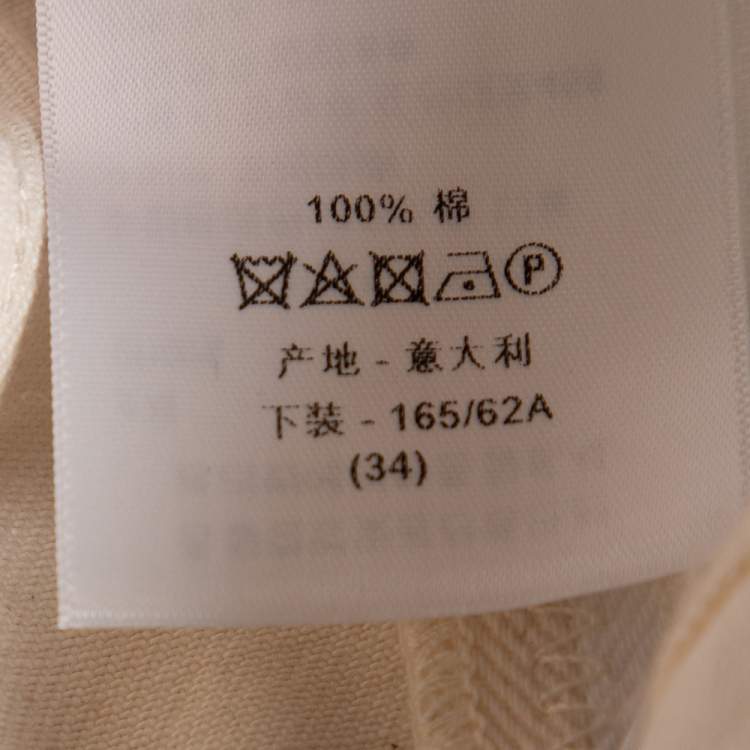 100% 棉
P
产地 - 意大利
下装 - 165/62A
(34)